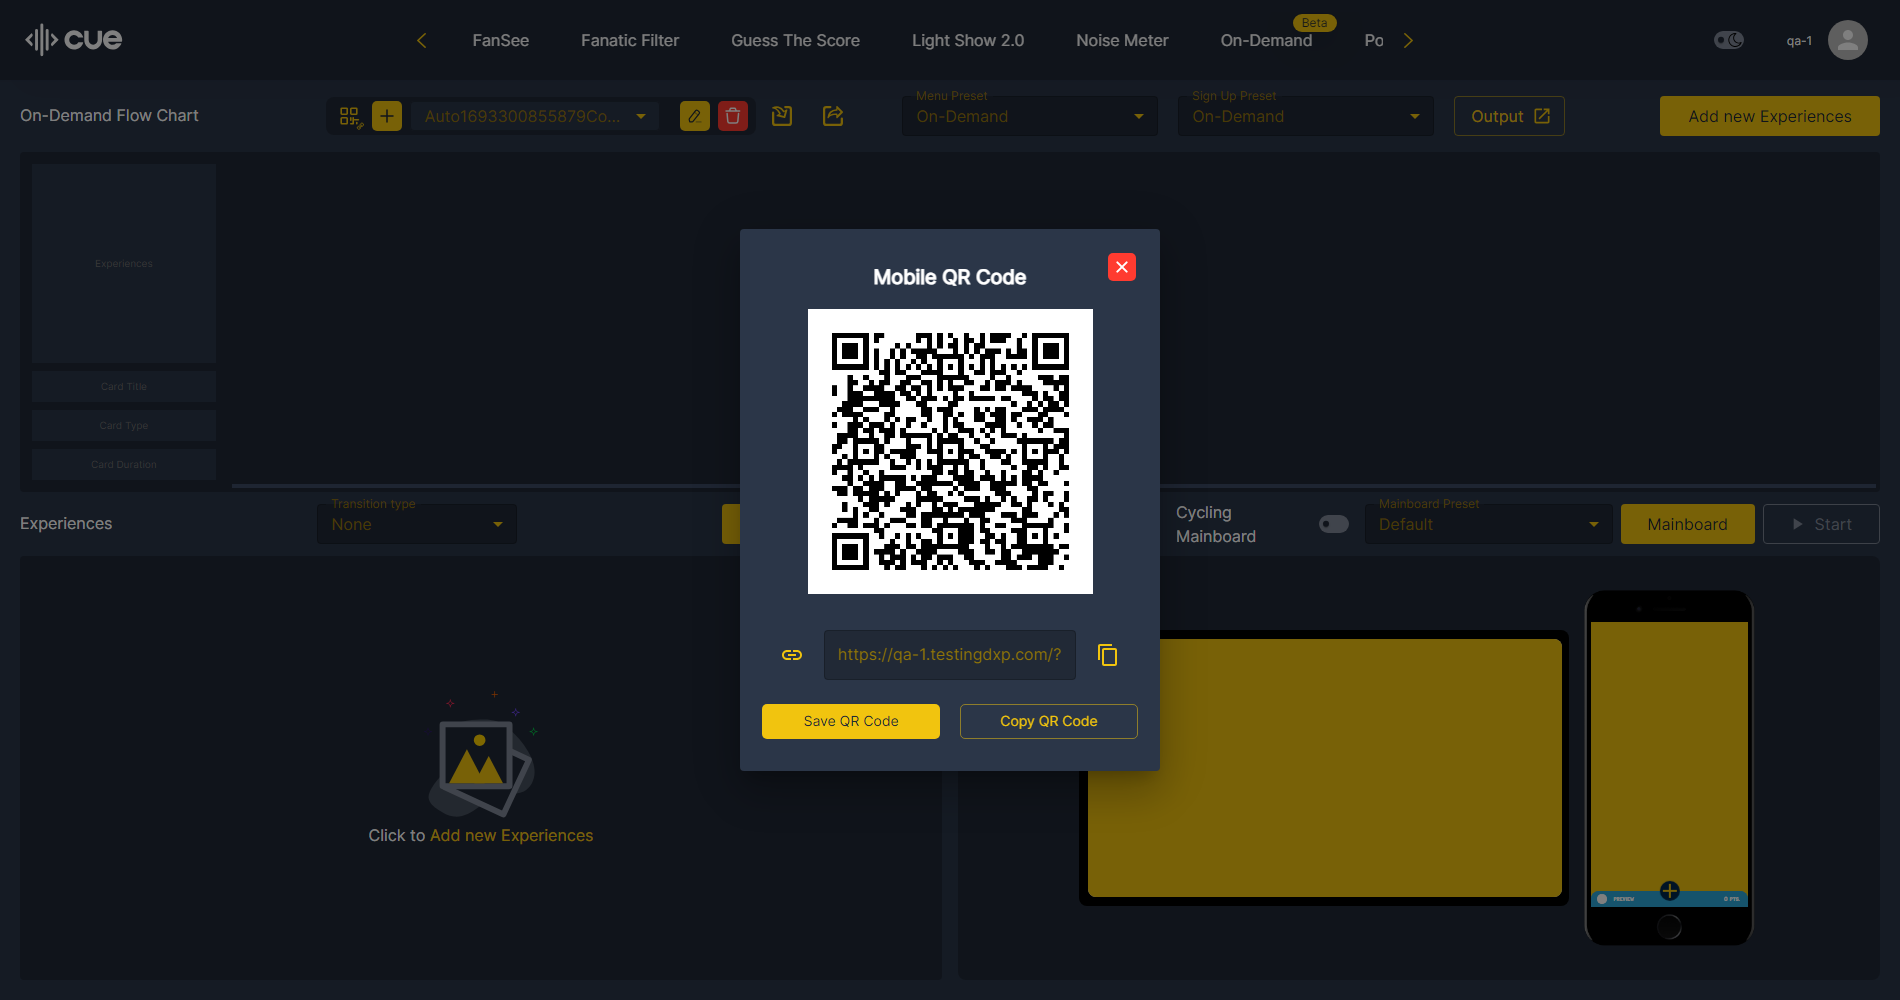 cue
FanSee
Fanatic Filter
Guess The Score
Light Show 2.0
Noise Meter
On-Demand
Beta
Po
qa-1
On-Demand Flow Chart
Auto1693300855879Co...
Menu Preset
On-Demand
Sign Up Preset
On-Demand
Output
Add new Experiences
Experiences
Card Title
Card Type
Card Duration
Mobile QR Code
https://qa-1.testingdxp.com/?
Save QR Code
Copy QR Code
Experiences
Transition type
None
Cycling
Mainboard
Mainboard Preset
Default
Mainboard
Start
Click to Add new Experiences
PREVIEW
0 PTS.